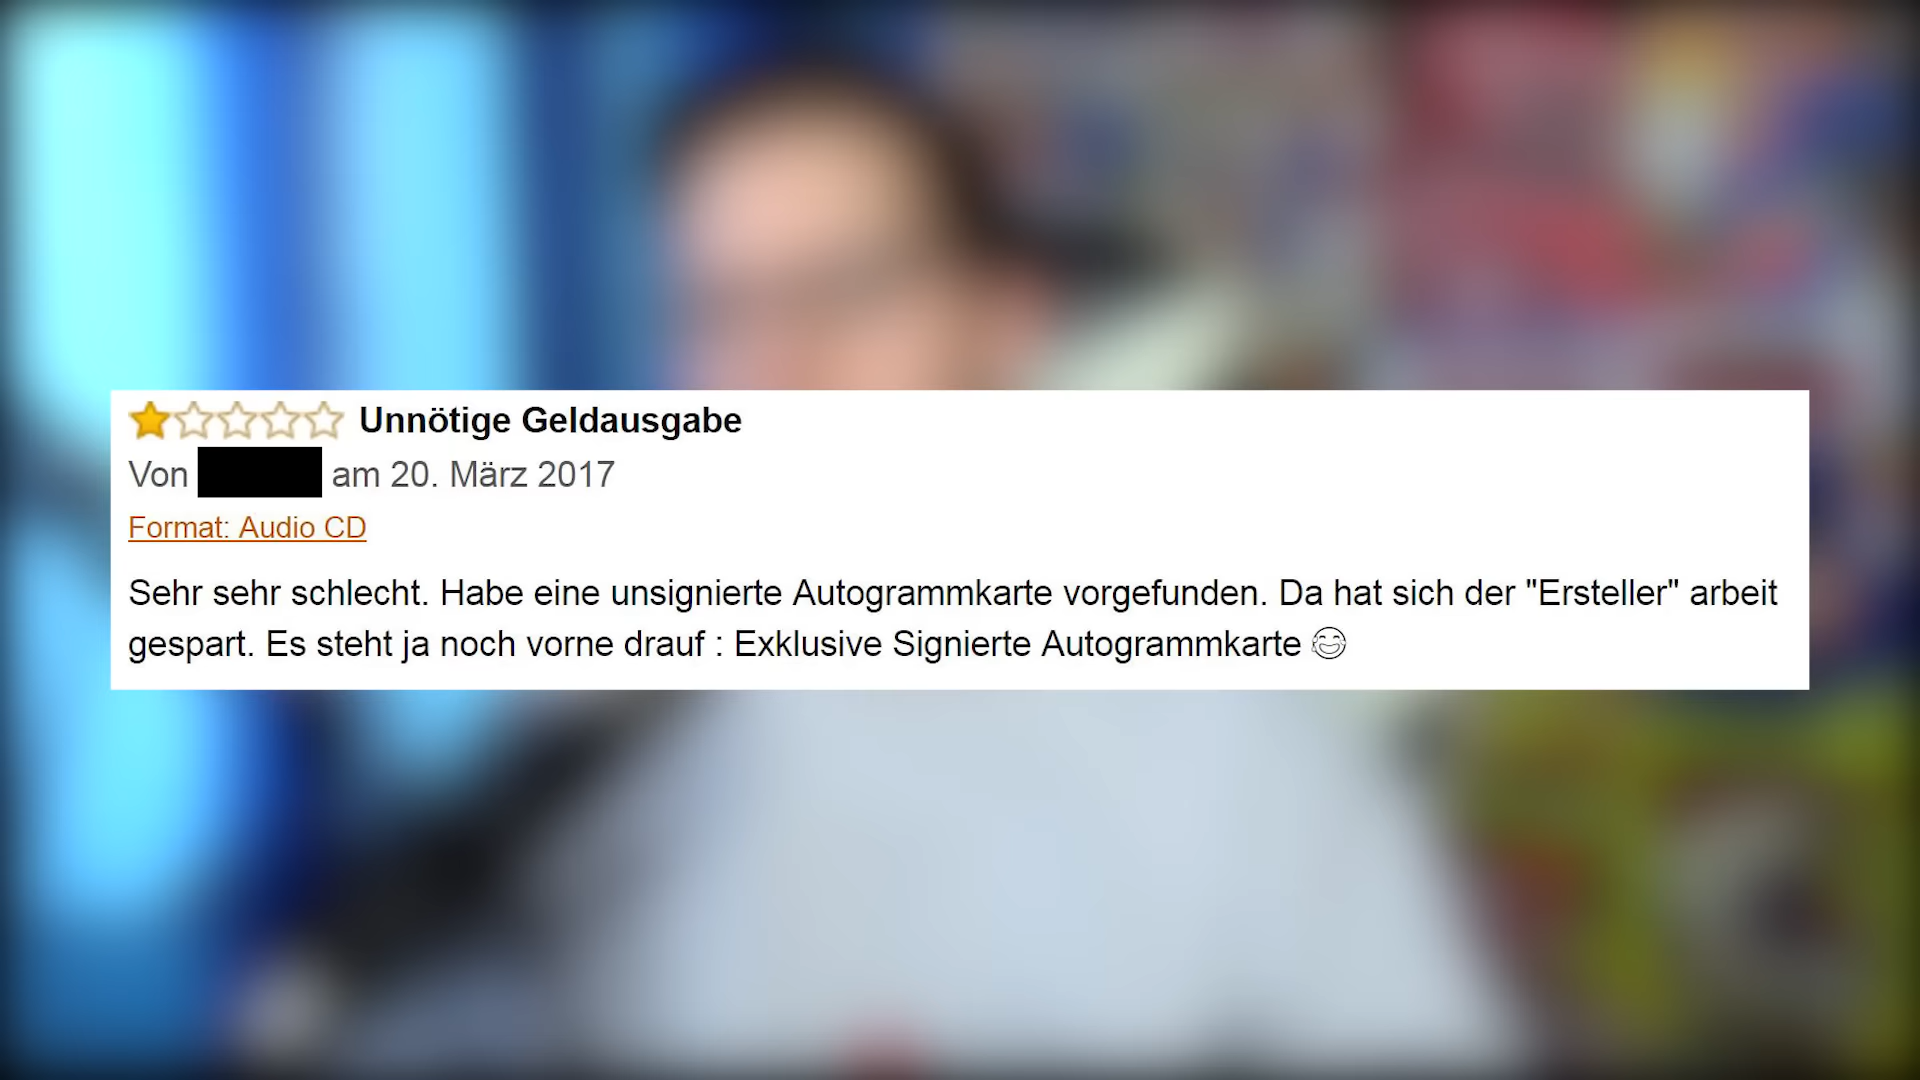 Unnötige Geldausgabe
Von am 20. März 2017
Format: Audio CD
Sehr sehr schlecht. Habe eine unsignierte Autogrammkarte vorgefunden. Da hat sich der "Ersteller" arbeit
gespart. Es steht ja noch vorne drauf : Exklusive Signierte Autogrammkarte 😂